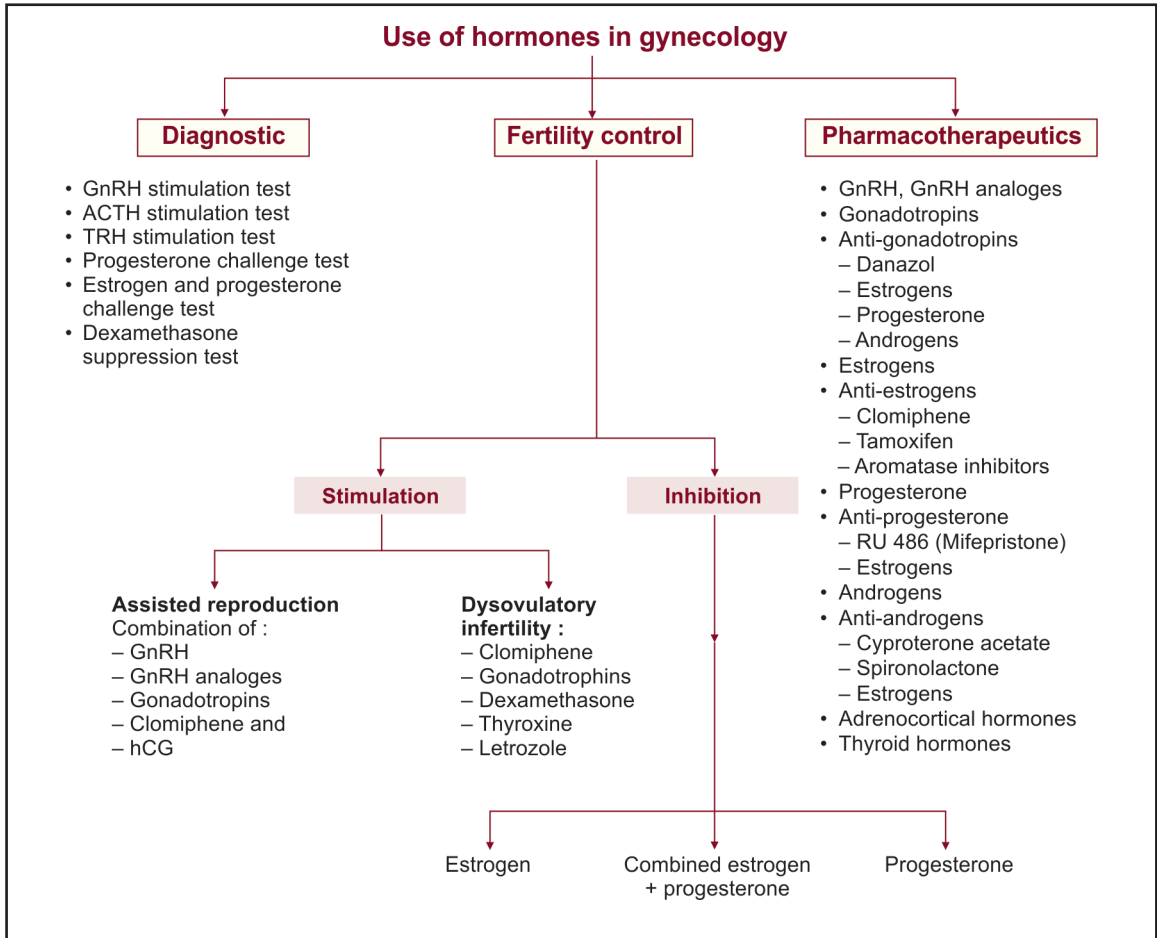 Use of hormones in gynecology
Diagnostic
• GnRH stimulation test
• ACTH stimulation test
• TRH stimulation test
• Progesterone challenge test
• Estrogen and progesterone
challenge test
• Dexamethasone
suppression test
Fertility control
Stimulation
Assisted reproduction
Combination of :
– GnRH
– GnRH analoges
– Gonadotropins
– Clomiphene and
– hCG
Dysovulatory
infertility :
– Clomiphene
– Gonadotrophins
– Dexamethasone
– Thyroxine
– Letrozole
Inhibition
Estrogen
Combined estrogen
+ progesterone
Progesterone
Pharmacotherapeutics
• GnRH, GnRH analoges
• Gonadotropins
• Anti-gonadotropins
– Danazol
– Estrogens
– Progesterone
– Androgens
• Estrogens
• Anti-estrogens
– Clomiphene
– Tamoxifen
– Aromatase inhibitors
• Progesterone
• Anti-progesterone
– RU 486 (Mifepristone)
– Estrogens
• Androgens
• Anti-androgens
– Cyproterone acetate
– Spironolactone
– Estrogens
• Adrenocortical hormones
• Thyroid hormones